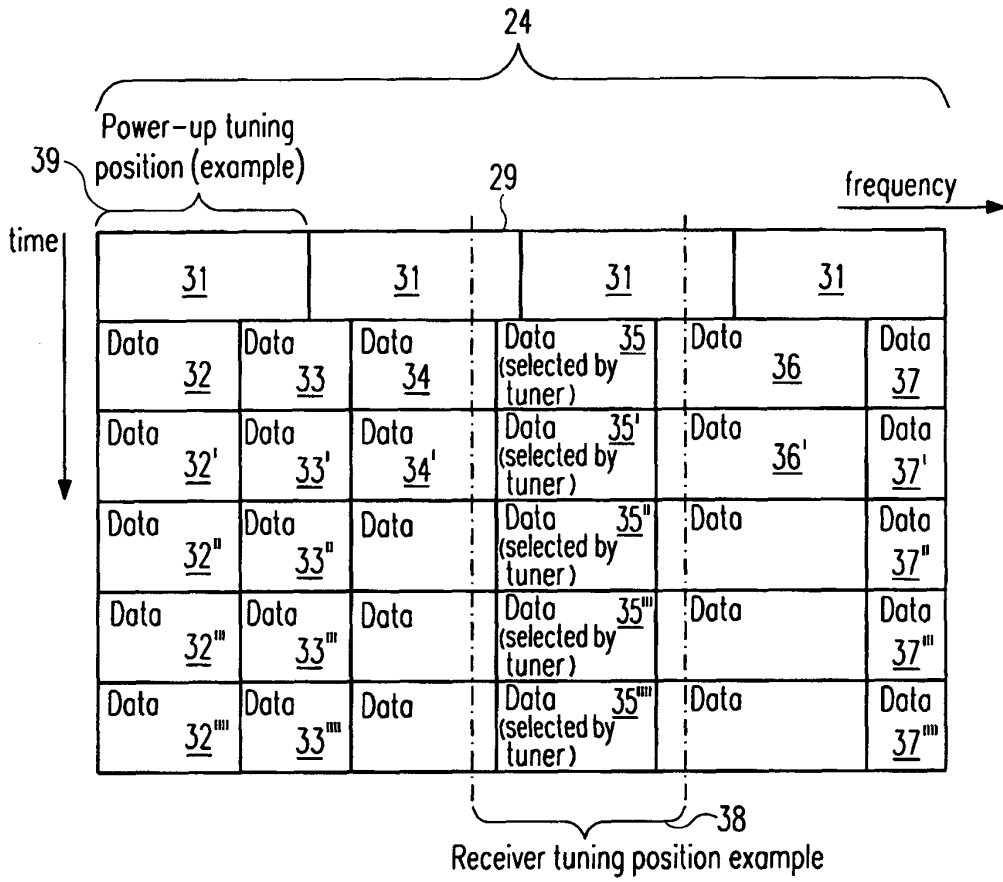 24
Power-up tuning
position (example)
39
29
frequency
time
31 31 31 31
Data 32 Data 33 Data 34 Data 35 (selected by tuner) Data 36 Data 37
Data 32' Data 33' Data 34' Data 35' (selected by tuner) Data 36' Data 37'
Data 32'' Data 33'' Data Data 35'' (selected by tuner) Data Data 37''
Data 32''' Data 33''' Data Data 35''' (selected by tuner) Data Data 37'''
Data 32'''' Data 33'''' Data Data 35'''' (selected by tuner) Data Data 37''''
38
Receiver tuning position example